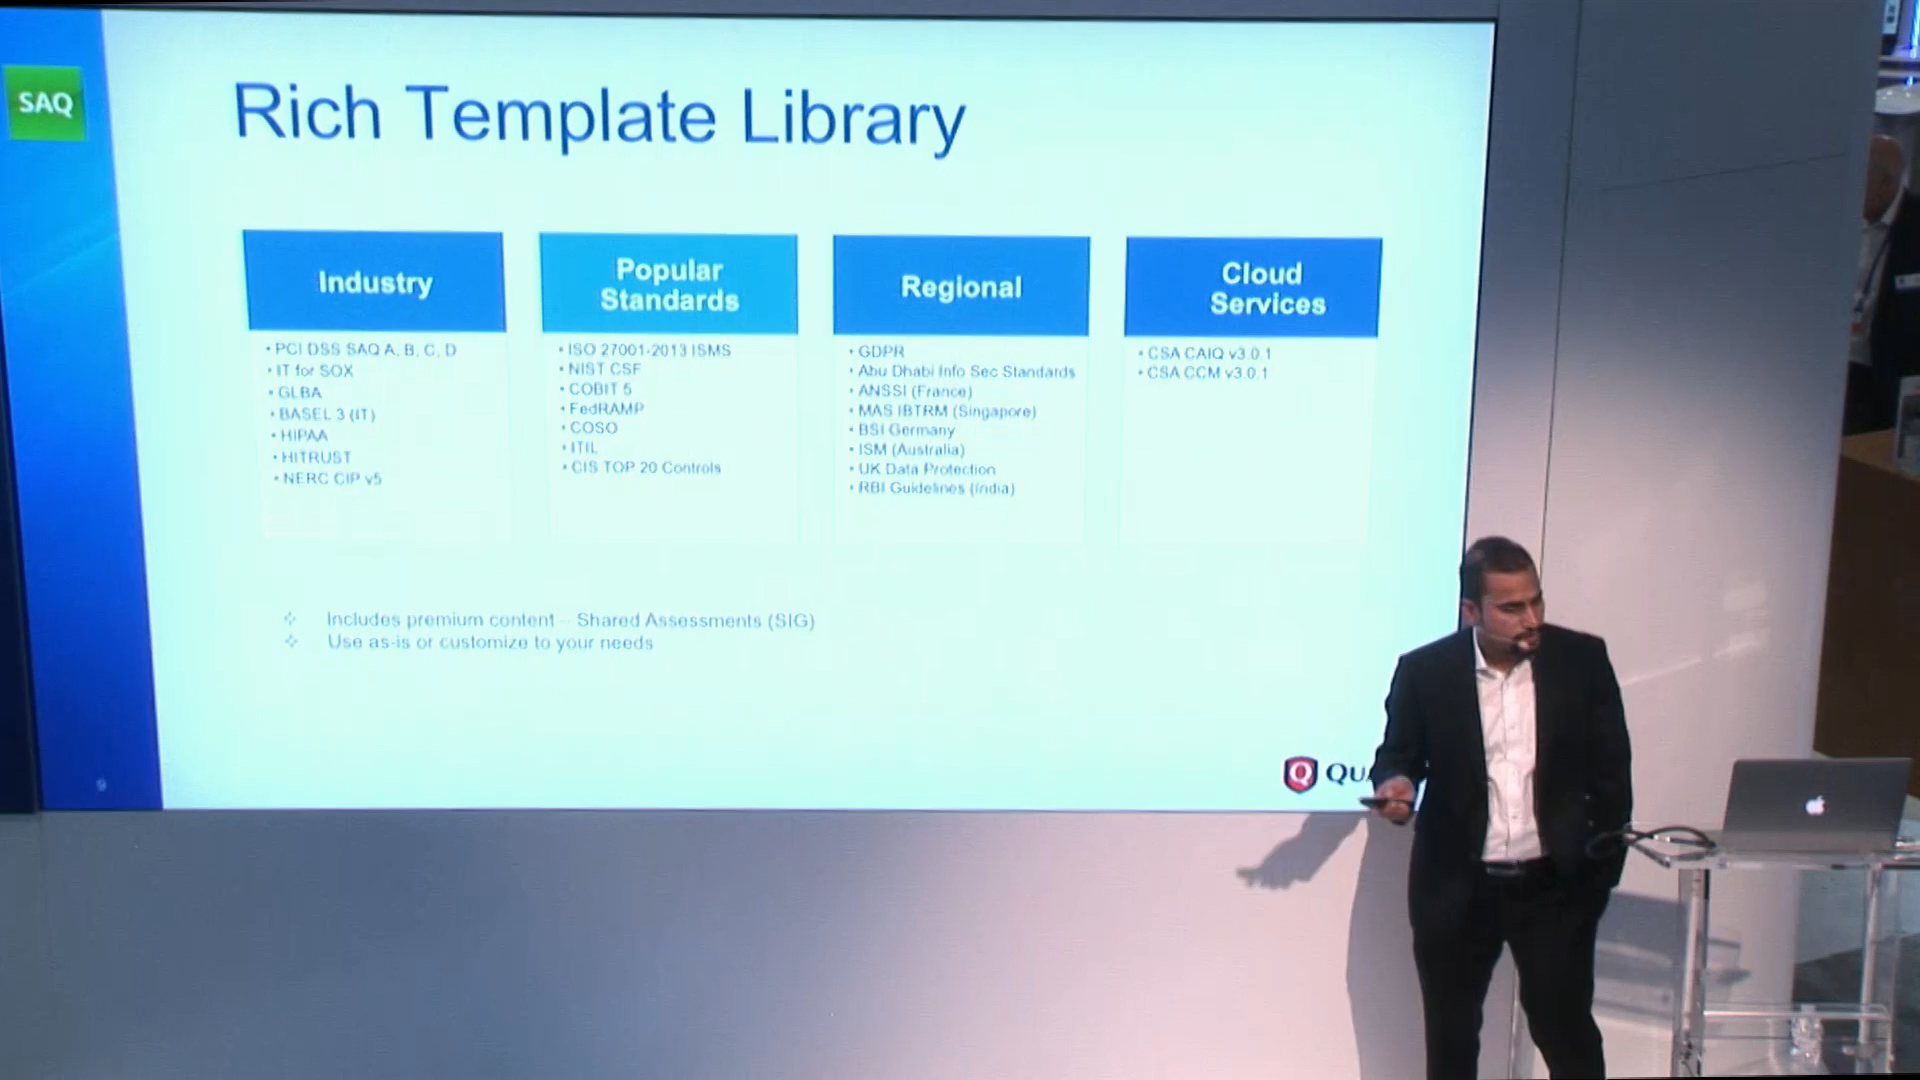 SAQ
Rich Template Library
Industry
• PCI DSS SAQ A, B, C, D
• IT for SOX
• GLBA
• BASEL 3 (IT)
• HIPAA
• HITRUST
• NERC CIP v5
Popular
Standards
• ISO 27001-2013 ISMS
• NIST CSF
• COBIT 5
• FedRAMP
• COSO
• ITIL
• CIS TOP 20 Controls
Regional
• GDPR
• Abu Dhabi Info Sec Standards
• ANSSI (France)
• MAS IBTRM (Singapore)
• BSI Germany
• ISM (Australia)
• UK Data Protection
• RBI Guidelines (India)
Cloud
Services
• CSA CAIQ v3.0.1
• CSA CCM v3.0.1
Includes premium content – Shared Assessments (SIG)
Use as-is or customize to your needs
9